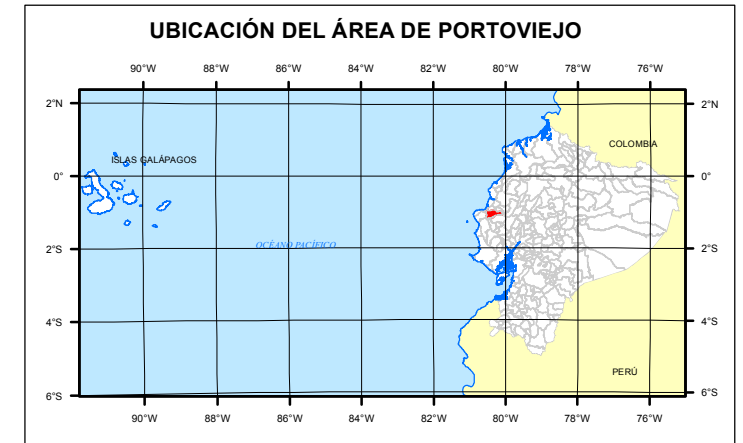 UBICACIÓN DEL ÁREA DE PORTOVIEJO
90°W 88°W 86°W 84°W 82°W 80°W 78°W 76°W
2°N 2°N
COLOMBIA
ISLAS GALÁPAGOS
0° 0°
OCÉANO PACÍFICO
2°S 2°S
4°S 4°S
PERÚ
6°S 6°S
90°W 88°W 86°W 84°W 82°W 80°W 78°W 76°W